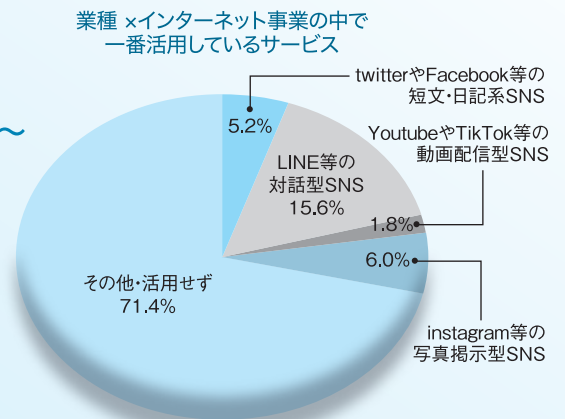 業種 ×インターネット事業の中で
一番活用しているサービス
twitterやFacebook等の
短文・日記系SNS
5.2%
YoutubeやTikTok等の
動画配信型SNS
LINE等の
対話型SNS
15.6%
1.8%
6.0%
その他・活用せず
71.4%
instagram等の
写真掲示型SNS